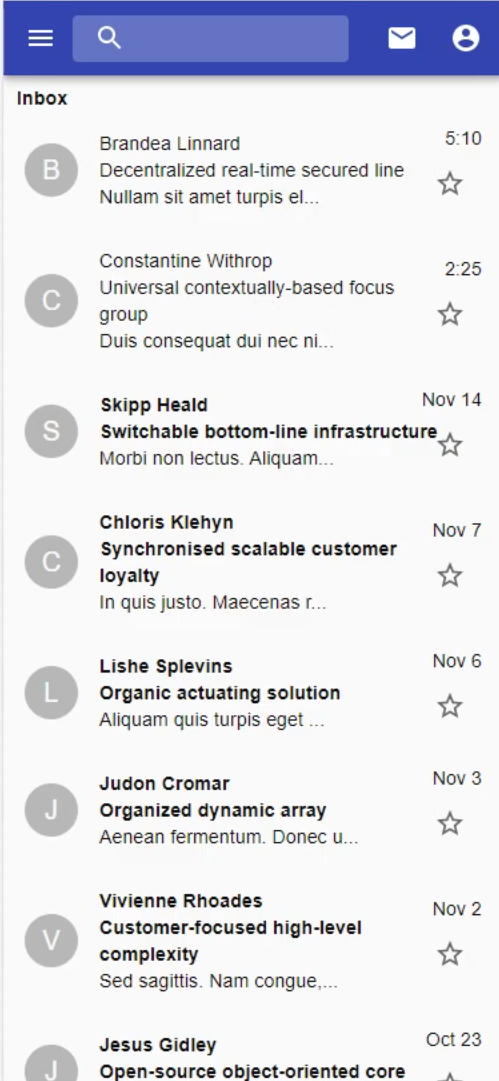 Inbox
B
Brandea Linnard
5:10
Decentralized real-time secured line
Nullam sit amet turpis el...
C
Constantine Withrop
2:25
Universal contextually-based focus
group
Duis consequat dui nec ni...
S
Skipp Heald
Nov 14
Switchable bottom-line infrastructure
Morbi non lectus. Aliquam...
C
Chloris Klehyn
Nov 7
Synchronised scalable customer
loyalty
In quis justo. Maecenas r...
L
Lishe Splevins
Nov 6
Organic actuating solution
Aliquam quis turpis eget ...
J
Judon Cromar
Nov 3
Organized dynamic array
Aenean fermentum. Donec u...
V
Vivienne Rhoades
Nov 2
Customer-focused high-level
complexity
Sed sagittis. Nam congue,...
J
Jesus Gidley
Oct 23
Open-source object-oriented core